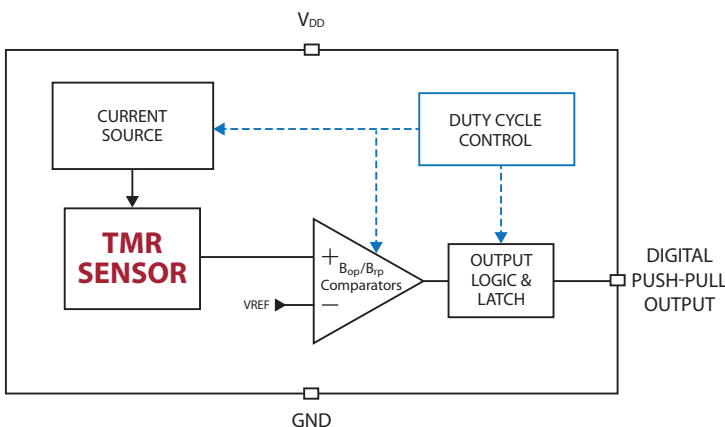 VDD
CURRENT
SOURCE
DUTY CYCLE
CONTROL
TMR
SENSOR
+
Bop/Brp
Comparators
VREF
−
OUTPUT
LOGIC &
LATCH
DIGITAL
PUSH-PULL
OUTPUT
GND